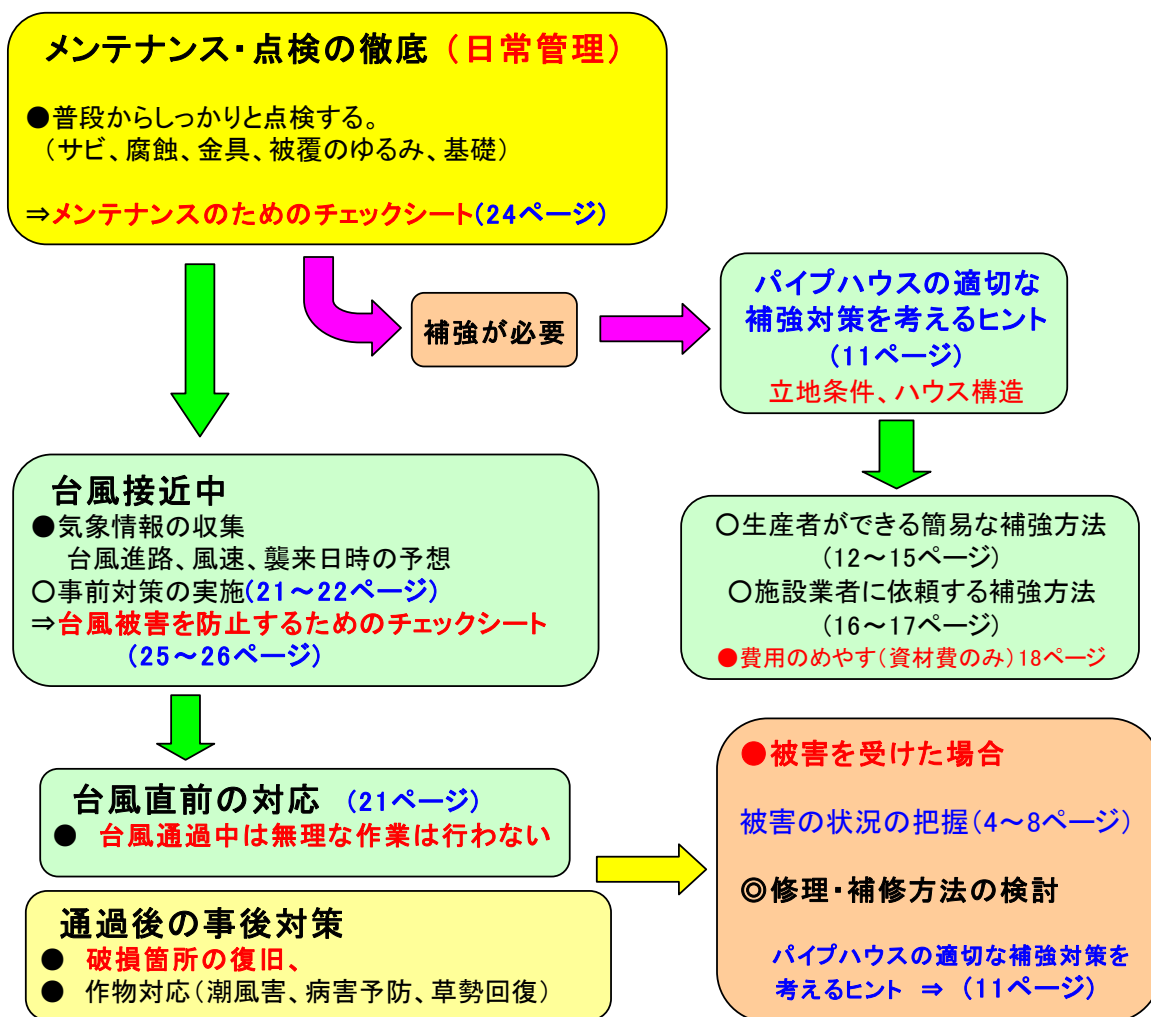 メンテナンス・点検の徹底（日常管理）
●普段からしっかりと点検する。
（サビ、腐蝕、金具、被覆のゆるみ、基礎）
⇒メンテナンスのためのチェックシート(24ページ)
補強が必要
パイプハウスの適切な
補強対策を考えるヒント
(11ページ)
立地条件、ハウス構造
台風接近中
●気象情報の収集
台風進路、風速、襲来日時の予想
○事前対策の実施(21～22ページ)
⇒台風被害を防止するためのチェックシート
(25～26ページ)
○生産者ができる簡易な補強方法
(12～15ページ)
○施設業者に依頼する補強方法
(16～17ページ)
●費用のめやす(資材費のみ)18ページ
台風直前の対応 (21ページ)
● 台風通過中は無理な作業は行わない
通過後の事後対策
● 破損箇所の復旧、
● 作物対応（潮風害、病害予防、草勢回復）
●被害を受けた場合
被害の状況の把握(4～8ページ)
◎修理・補修方法の検討
パイプハウスの適切な補強対策を
考えるヒント ⇒ (11ページ)